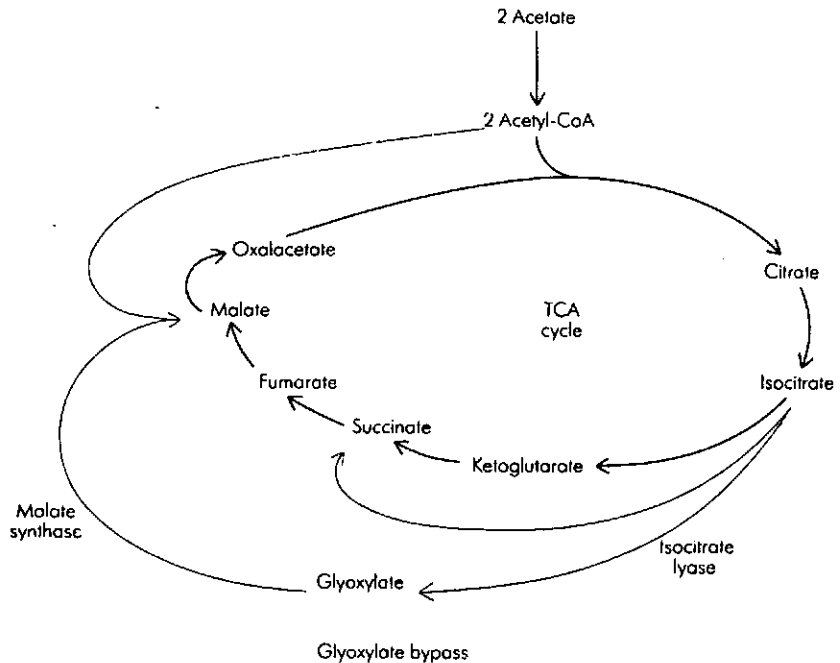 2 Acetate
2 Acetyl-CoA
Oxalacetate
Citrate
Malate
TCA
cycle
Fumarate
Isocitrate
Succinate
Ketoglutarate
Malate
synthase
Isocitrate
lyase
Glyoxylate
Glyoxylate bypass